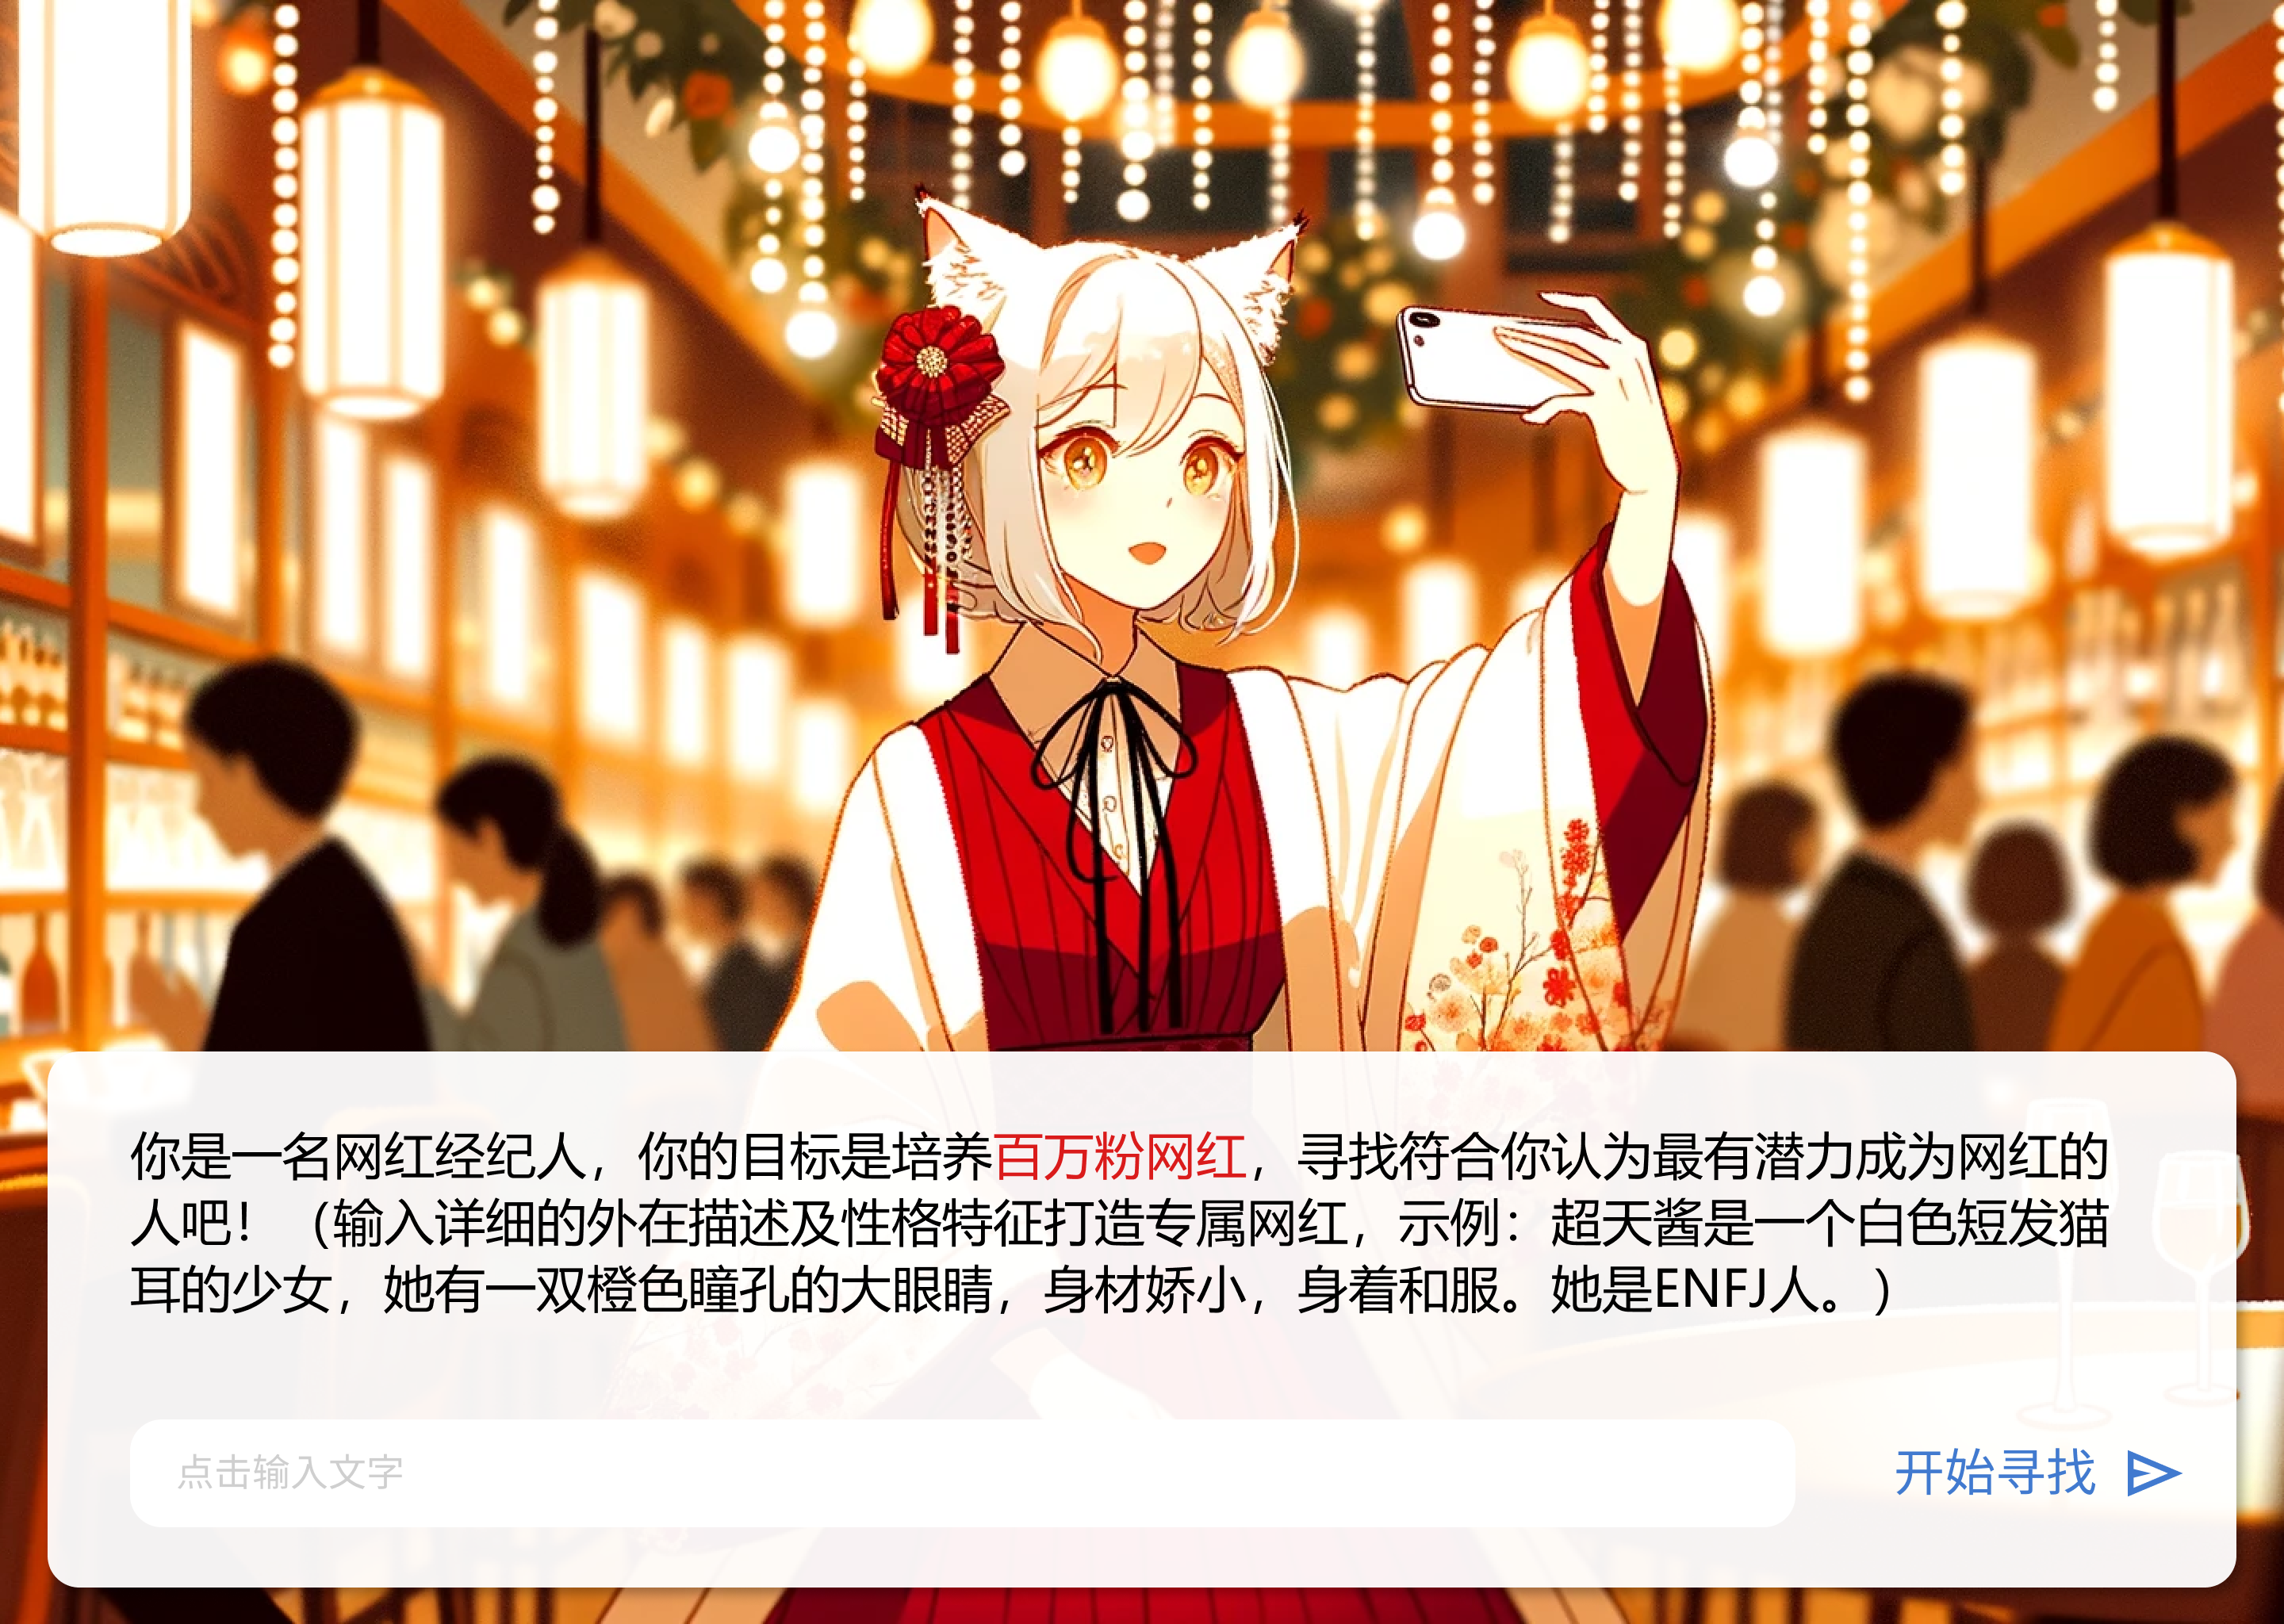 你是一名网红经纪人，你的目标是培养百万粉网红，寻找符合你认为最有潜力成为网红的
人吧！（输入详细的外在描述及性格特征打造专属网红，示例：超天酱是一个白色短发猫
耳的少女，她有一双橙色瞳孔的大眼睛，身材娇小，身着和服。她是ENFJ人。）
点击输入文字
开始寻找